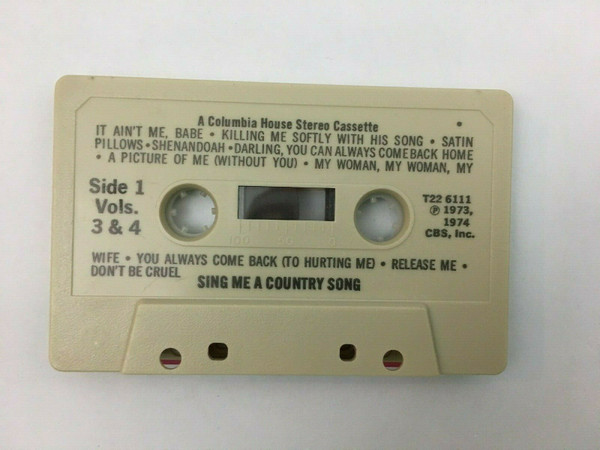 A Columbia House Stereo Cassette
IT AIN'T ME, BABE • KILLING ME SOFTLY WITH HIS SONG • SATIN
PILLOWS • SHENANDOAH • DARLING, YOU CAN ALWAYS COME BACK HOME
• A PICTURE OF ME (WITHOUT YOU) • MY WOMAN, MY WOMAN, MY
Side 1
Vols.
3 & 4
T22 6111
℗ 1973,
1974
CBS, Inc.
100 0 0
WIFE • YOU ALWAYS COME BACK (TO HURTING ME) • RELEASE ME •
DON'T BE CRUEL
SING ME A COUNTRY SONG